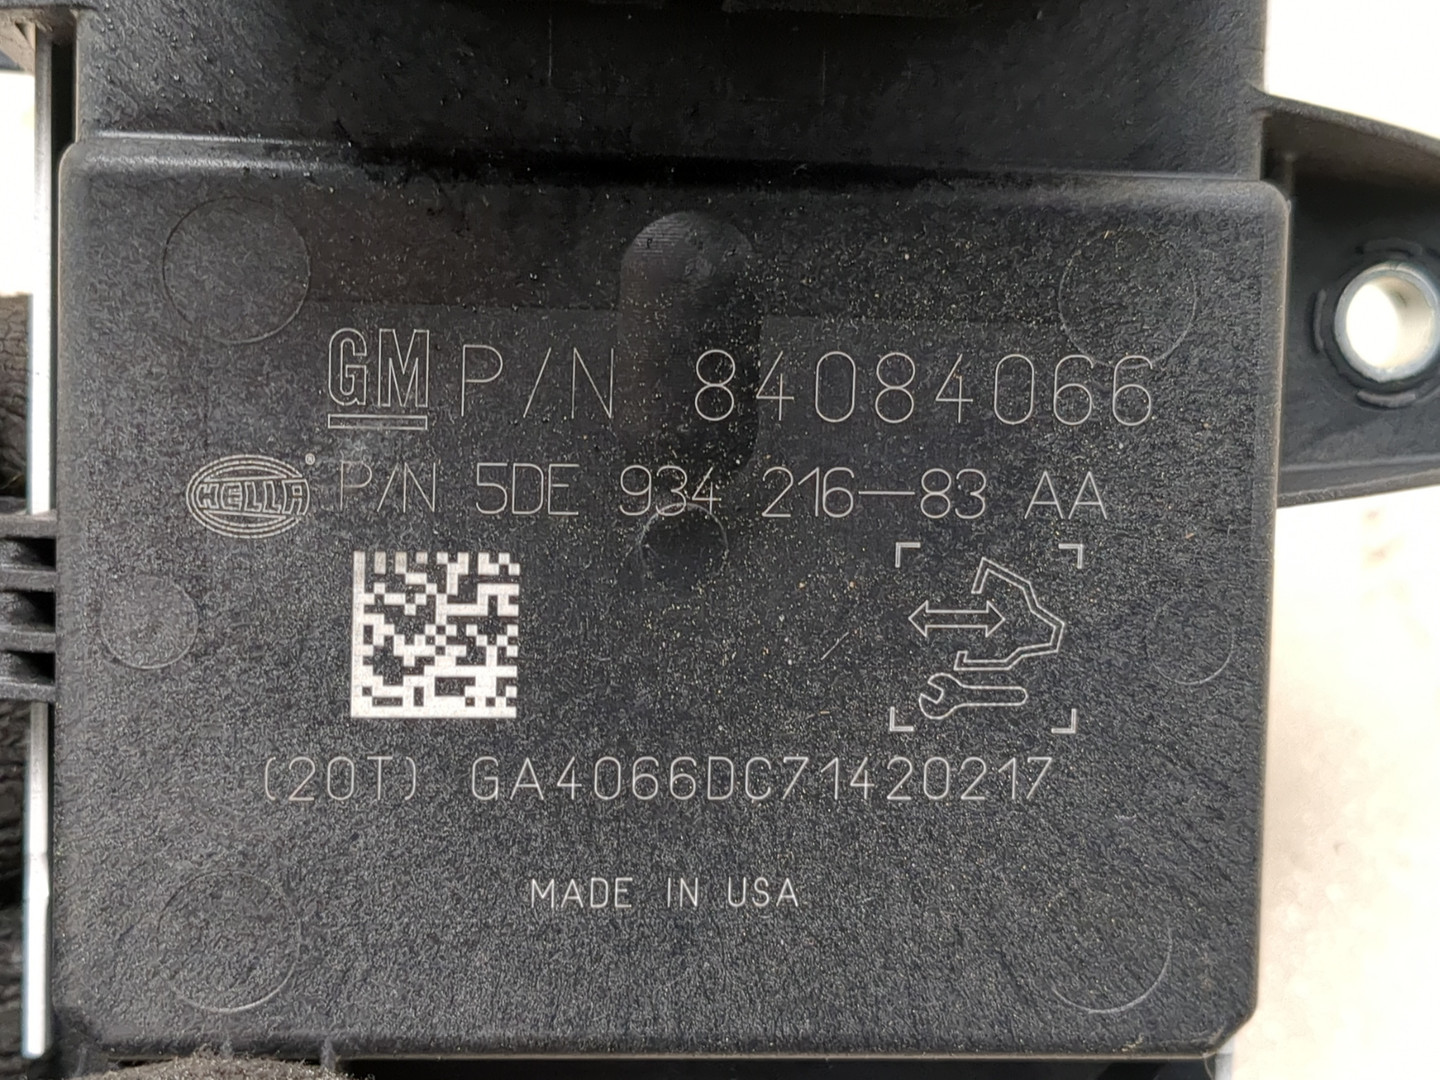 GM P/N 84084066
HELLA® P/N 5DE 934 216-83 AA
(20T) GA4066DC71420217
MADE IN USA